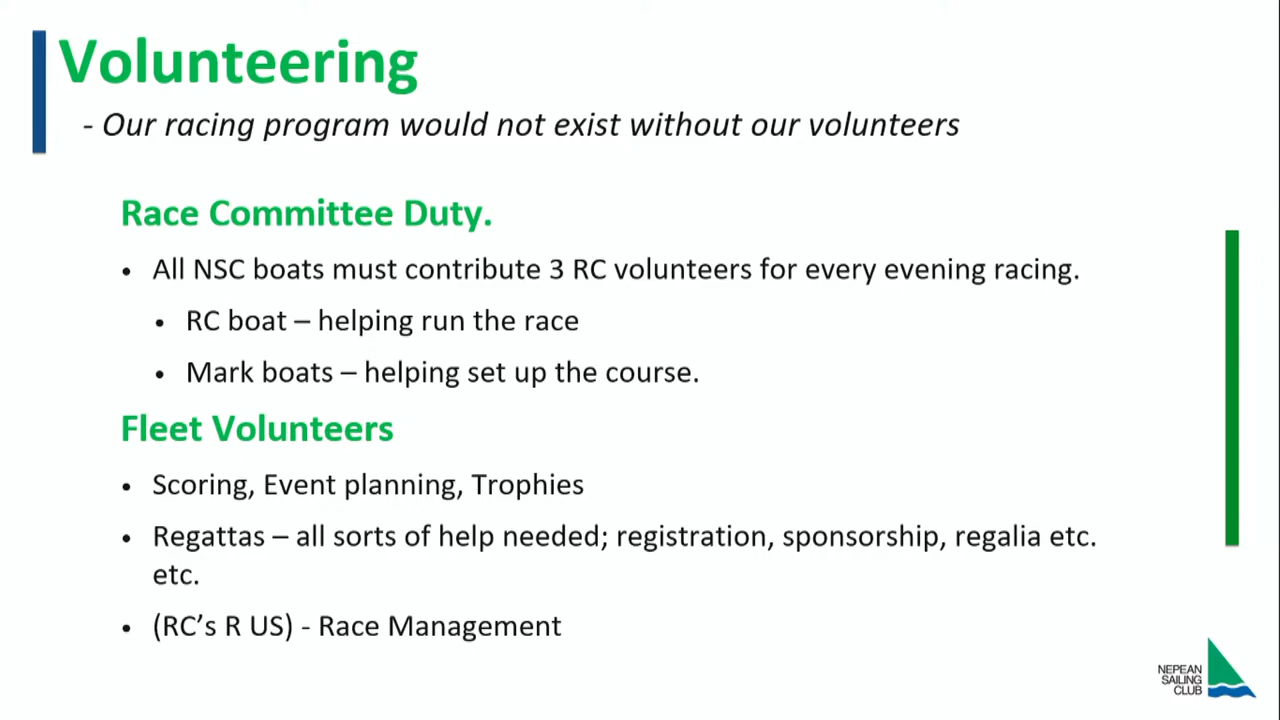 Volunteering
- Our racing program would not exist without our volunteers
Race Committee Duty.
• All NSC boats must contribute 3 RC volunteers for every evening racing.
• RC boat – helping run the race
• Mark boats – helping set up the course.
Fleet Volunteers
• Scoring, Event planning, Trophies
• Regattas – all sorts of help needed; registration, sponsorship, regalia etc.
etc.
• (RC’s R US) - Race Management
NEPEAN
SAILING
CLUB